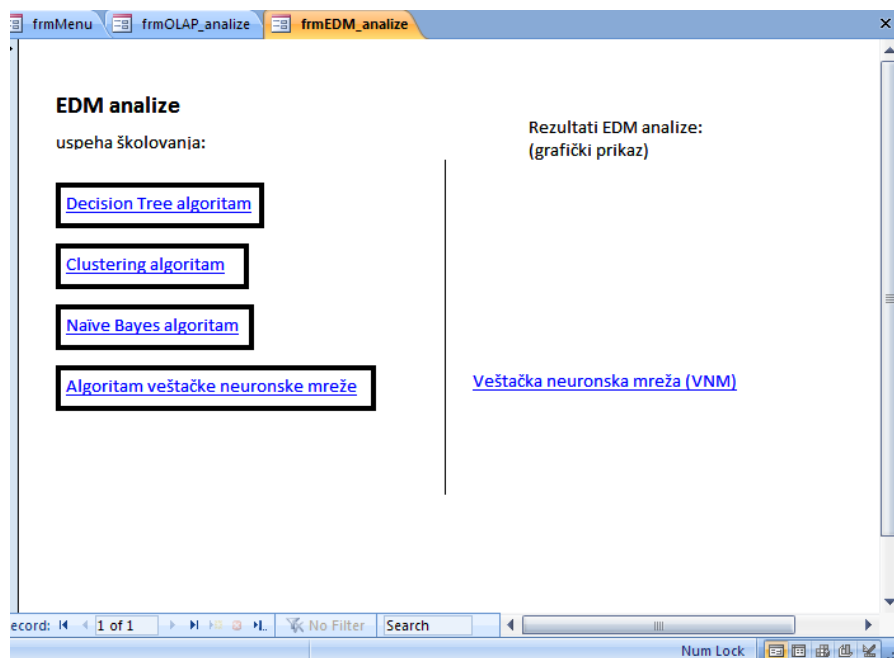 frmMenu frmOLAP_analize frmEDM_analize
EDM analize
uspeha školovanja:
Decision Tree algoritam
Clustering algoritam
Naïve Bayes algoritam
Algoritam veštačke neuronske mreže
Rezultati EDM analize:
(grafički prikaz)
Veštačka neuronska mreža (VNM)
ecord: 1 of 1 No Filter Search
Num Lock